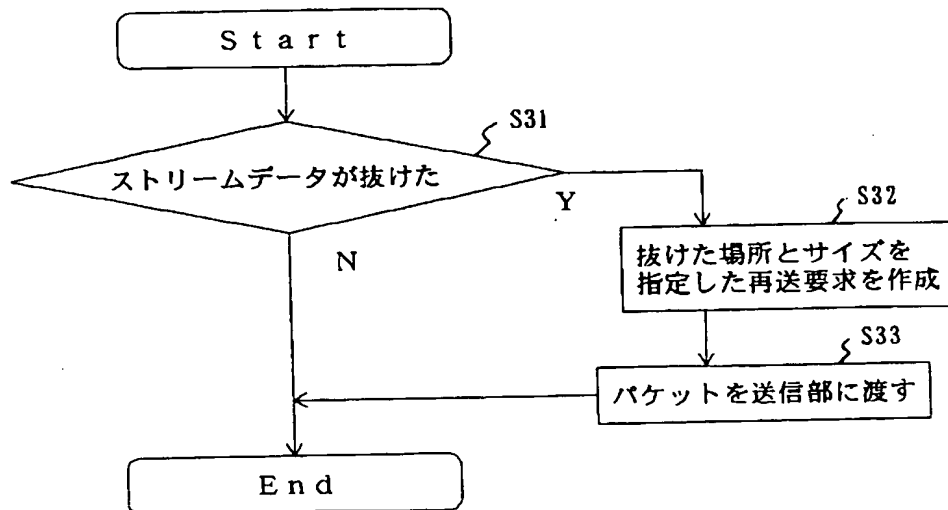 Start
S31
ストリームデータが抜けた
Y
S32
N
抜けた場所とサイズを
指定した再送要求を作成
S33
パケットを送信部に渡す
End